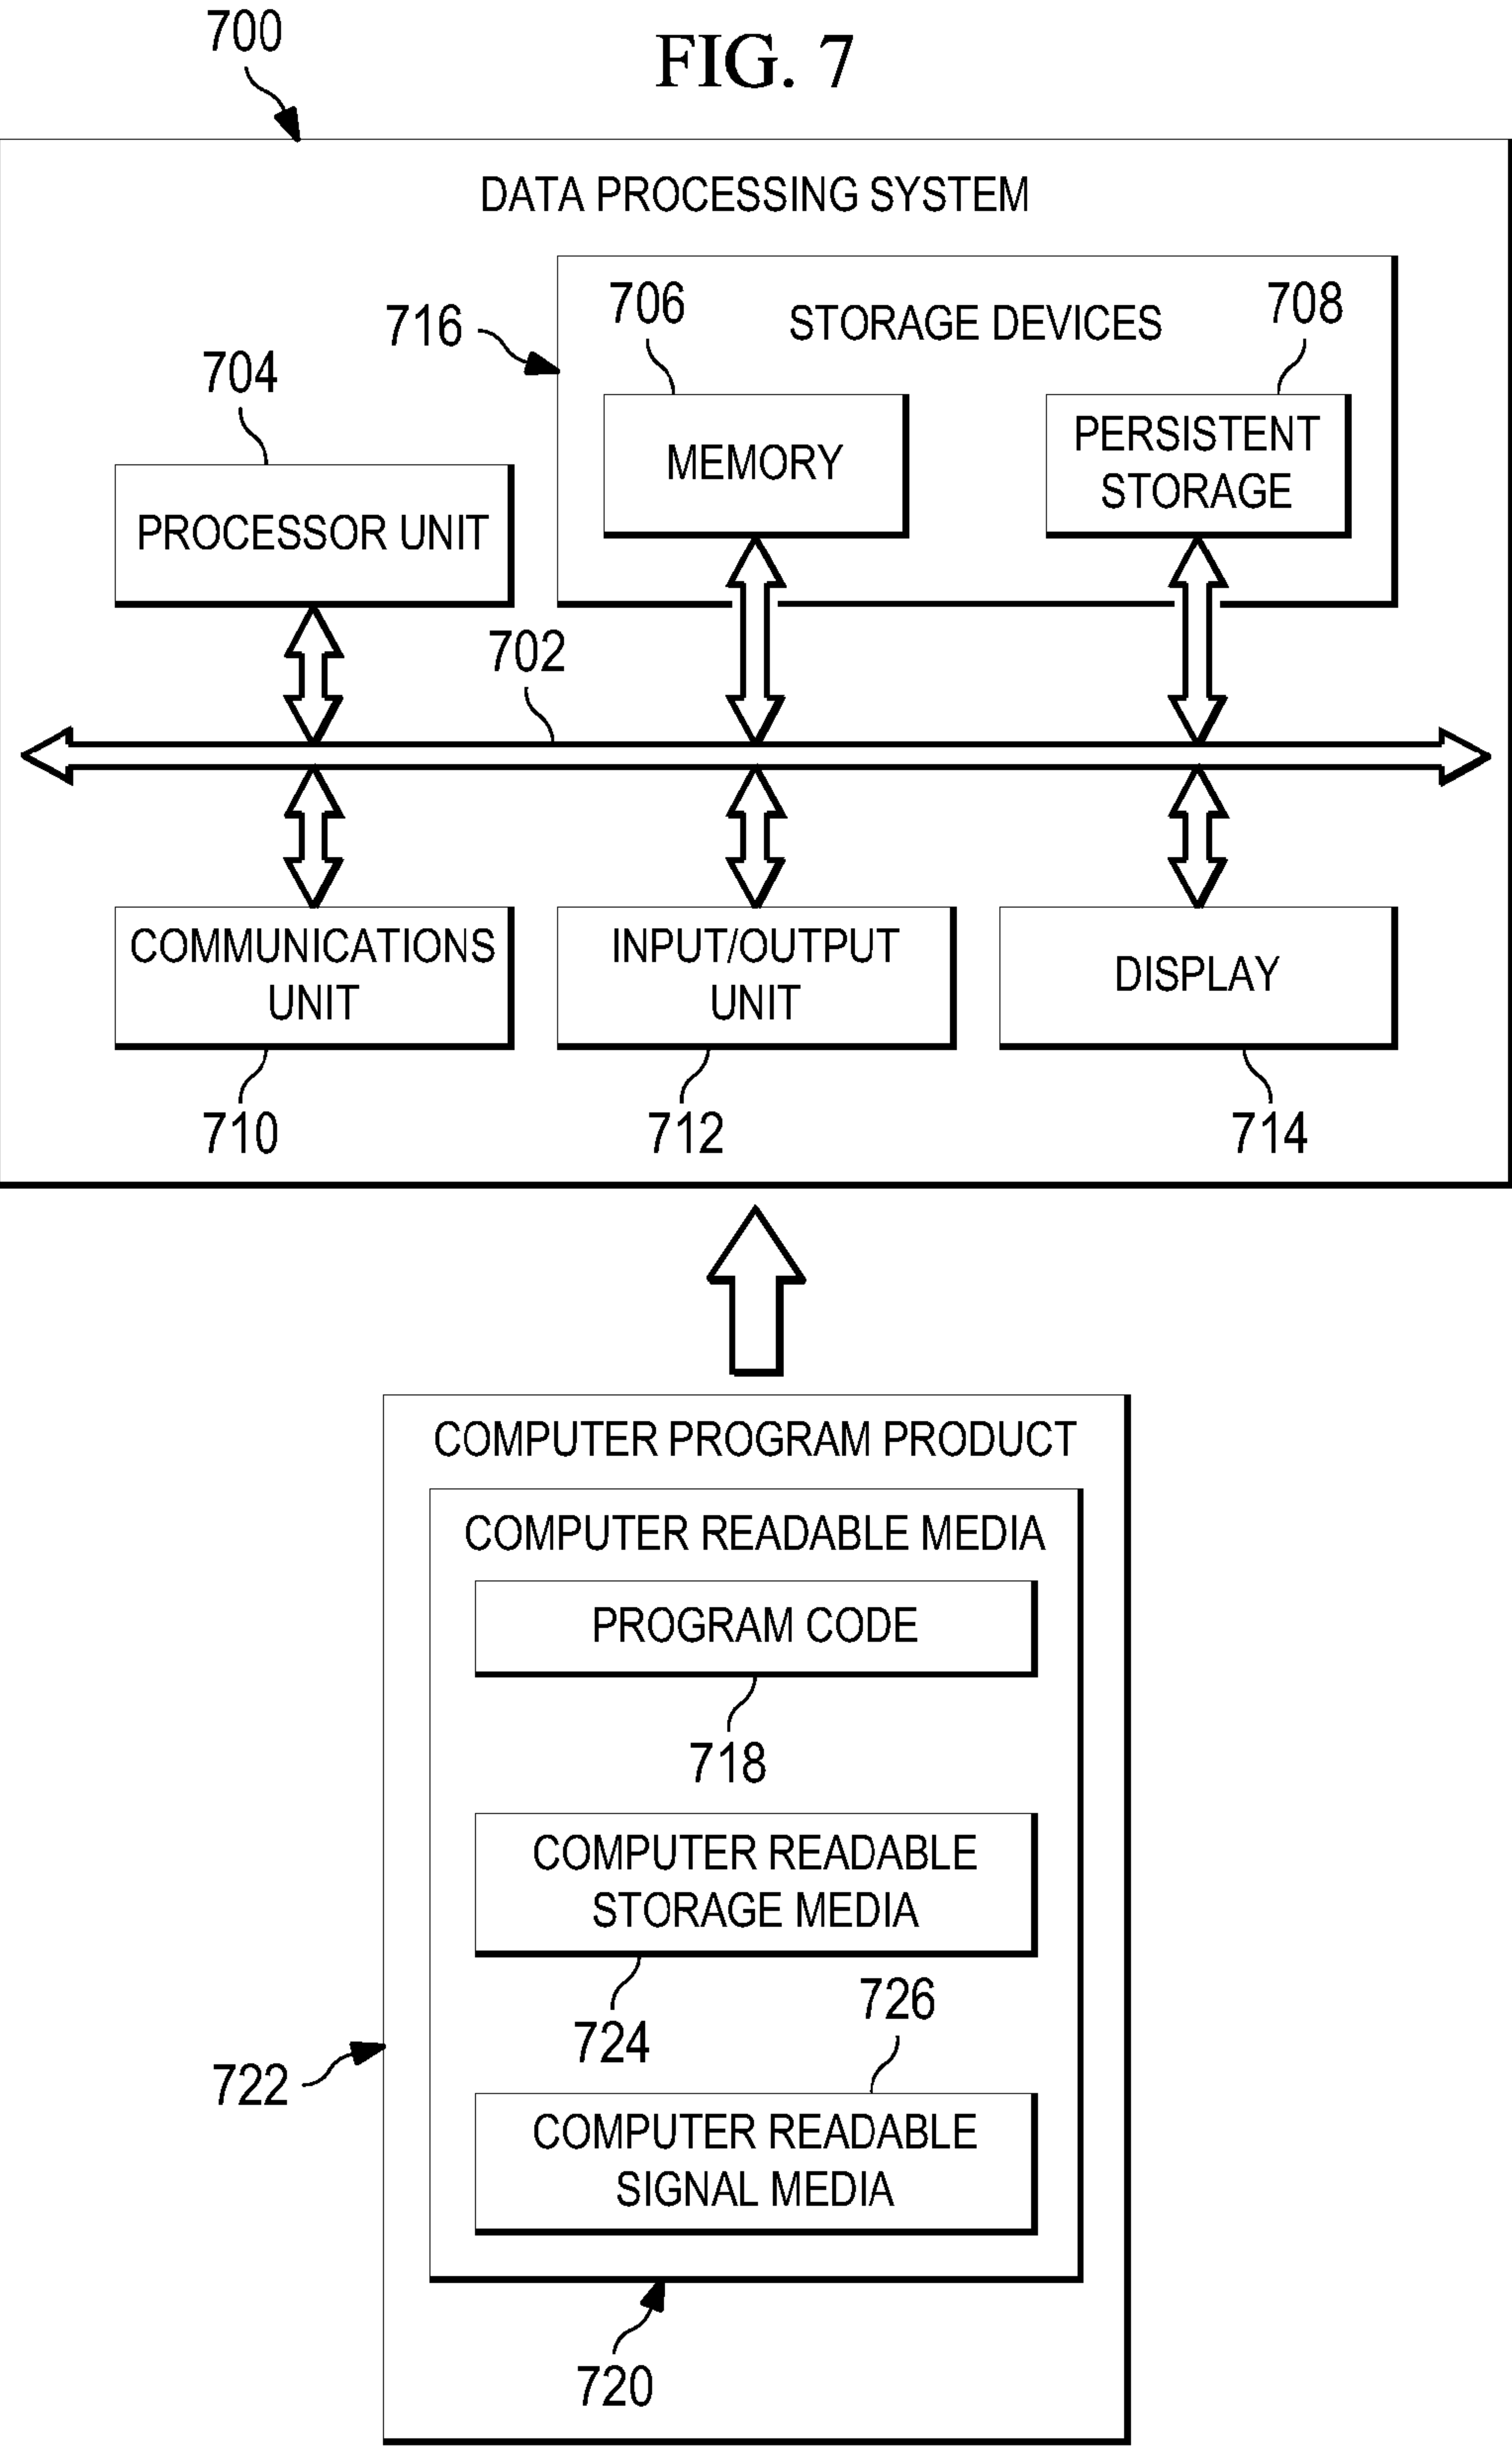 700
FIG. 7
DATA PROCESSING SYSTEM
716
706
STORAGE DEVICES
708
704
MEMORY
PERSISTENT
STORAGE
PROCESSOR UNIT
702
COMMUNICATIONS
UNIT
INPUT/OUTPUT
UNIT
DISPLAY
710
712
714
COMPUTER PROGRAM PRODUCT
COMPUTER READABLE MEDIA
PROGRAM CODE
718
COMPUTER READABLE
STORAGE MEDIA
724
726
722
COMPUTER READABLE
SIGNAL MEDIA
720